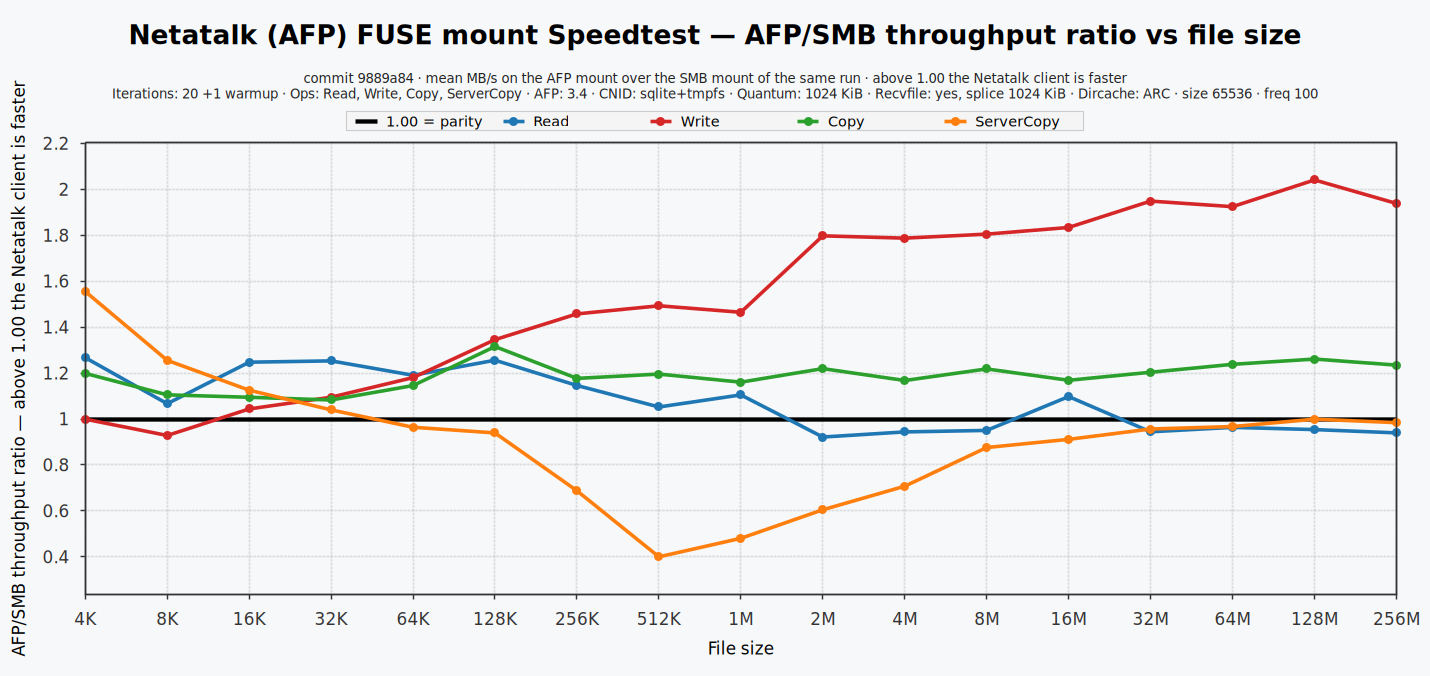 Netatalk (AFP) FUSE mount Speedtest — AFP/SMB throughput ratio vs file size
commit 9889a84 · mean MB/s on the AFP mount over the SMB mount of the same run · above 1.00 the Netatalk client is faster
Iterations: 20 +1 warmup · Ops: Read, Write, Copy, ServerCopy · AFP: 3.4 · CNID: sqlite+tmpfs · Quantum: 1024 KiB · Recvfile: yes, splice 1024 KiB · Dircache: ARC · size 65536 · freq 100
1.00 = parity Read Write Copy ServerCopy
AFP/SMB throughput ratio — above 1.00 the Netatalk client is faster
2.2
2
1.8
1.6
1.4
1.2
1
0.8
0.6
0.4
4K 8K 16K 32K 64K 128K 256K 512K 1M 2M 4M 8M 16M 32M 64M 128M 256M
File size